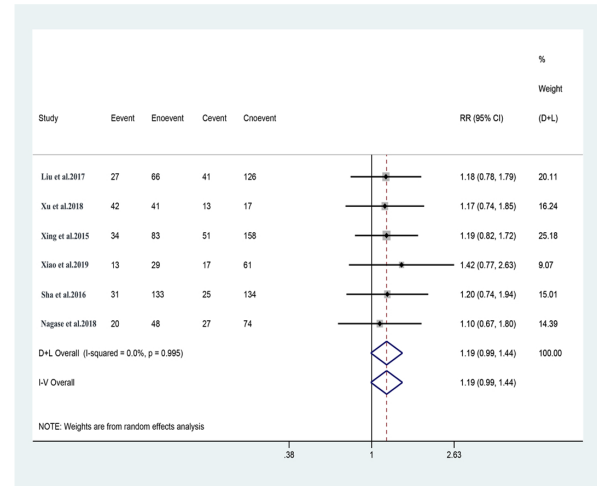 %
Weight
Study Eevent Enoevent Cevent Cnoevent RR (95% CI) (D+L)
Liu et al.2017 27 66 41 126 1.18 (0.78, 1.79) 20.11
Xu et al.2018 42 41 13 17 1.17 (0.74, 1.85) 16.24
Xing et al.2015 34 83 51 158 1.19 (0.82, 1.72) 25.18
Xiao et al.2019 13 29 17 61 1.42 (0.77, 2.63) 9.07
Sha et al.2016 31 133 25 134 1.20 (0.74, 1.94) 15.01
Nagase et al.2018 20 48 27 74 1.10 (0.67, 1.80) 14.39
D+L Overall (I-squared = 0.0%, p = 0.995) 1.19 (0.99, 1.44) 100.00
I-V Overall 1.19 (0.99, 1.44)
NOTE: Weights are from random effects analysis
.38 1 2.63